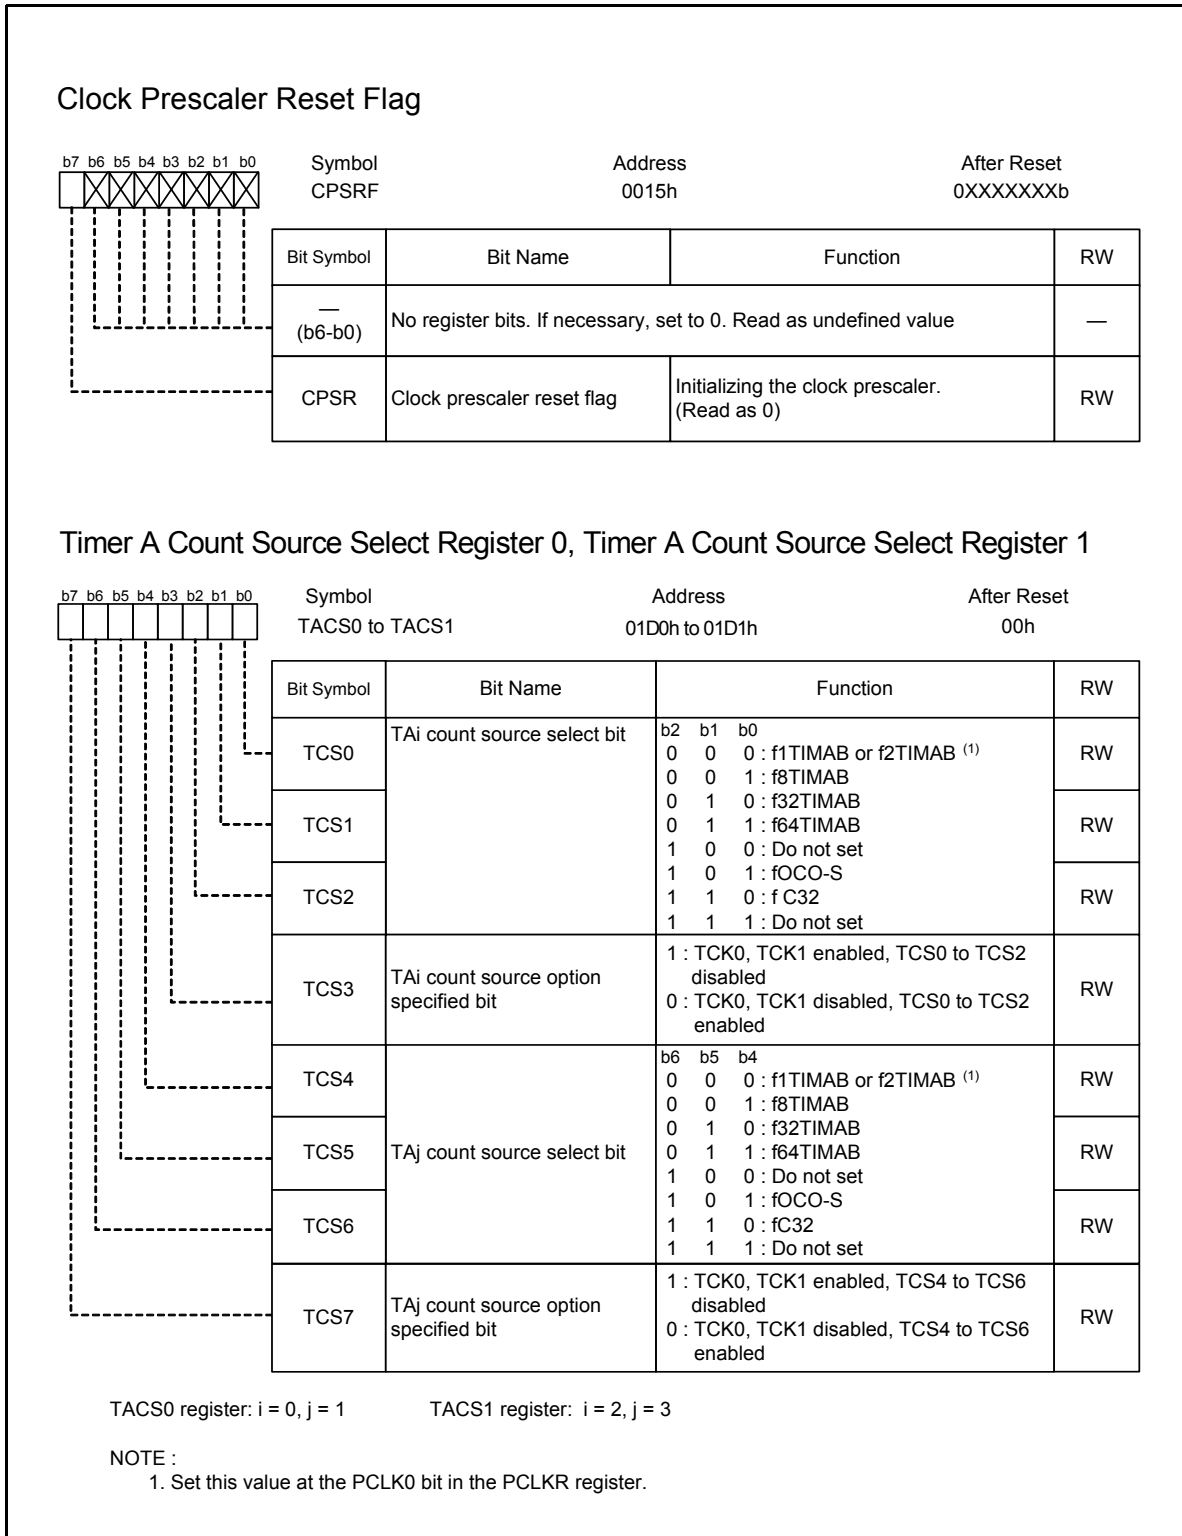 Clock Prescaler Reset Flag
b7 b6 b5 b4 b3 b2 b1 b0
Symbol Address After Reset
CPSRF 0015h 0XXXXXXXb
Bit Symbol Bit Name Function RW
—
(b6-b0)
No register bits. If necessary, set to 0. Read as undefined value
—
CPSR
Clock prescaler reset flag
Initializing the clock prescaler.
(Read as 0)
RW
Timer A Count Source Select Register 0, Timer A Count Source Select Register 1
b7 b6 b5 b4 b3 b2 b1 b0
Symbol Address After Reset
TACS0 to TACS1 01D0h to 01D1h 00h
Bit Symbol Bit Name Function RW
TCS0
TCS1
TCS2
TAi count source select bit
b2 b1 b0
0 0 0 : f1TIMAB or f2TIMAB (1)
0 0 1 : f8TIMAB
0 1 0 : f32TIMAB
0 1 1 : f64TIMAB
1 0 0 : Do not set
1 0 1 : fOCO-S
1 1 0 : f C32
1 1 1 : Do not set
RW
RW
RW
TCS3
TAi count source option
specified bit
1 : TCK0, TCK1 enabled, TCS0 to TCS2
disabled
0 : TCK0, TCK1 disabled, TCS0 to TCS2
enabled
RW
TCS4
TCS5
TCS6
TAj count source select bit
b6 b5 b4
0 0 0 : f1TIMAB or f2TIMAB (1)
0 0 1 : f8TIMAB
0 1 0 : f32TIMAB
0 1 1 : f64TIMAB
1 0 0 : Do not set
1 0 1 : fOCO-S
1 1 0 : fC32
1 1 1 : Do not set
RW
RW
RW
TCS7
TAj count source option
specified bit
1 : TCK0, TCK1 enabled, TCS4 to TCS6
disabled
0 : TCK0, TCK1 disabled, TCS4 to TCS6
enabled
RW
TACS0 register: i = 0, j = 1 TACS1 register: i = 2, j = 3
NOTE :
1. Set this value at the PCLK0 bit in the PCLKR register.